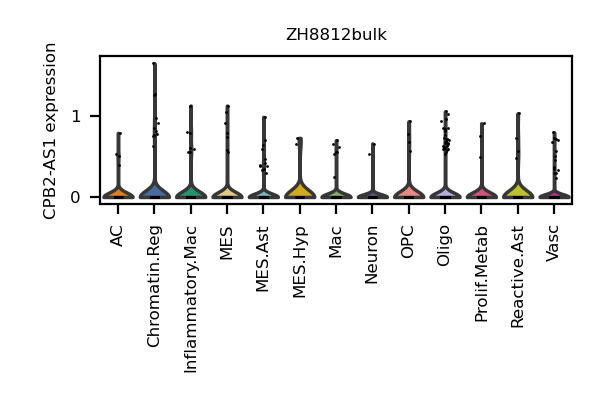 ZH8812bulk
CPB2-AS1 expression
1
0
AC
Chromatin.Reg
Inflammatory.Mac
MES
MES.Ast
MES.Hyp
Mac
Neuron
OPC
Oligo
Prolif.Metab
Reactive.Ast
Vasc